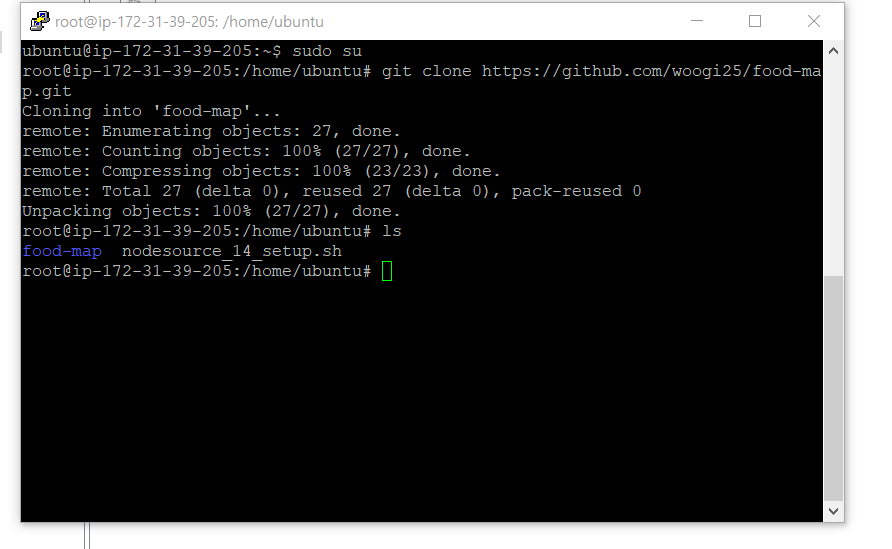 root@ip-172-31-39-205: /home/ubuntu
ubuntu@ip-172-31-39-205:~$ sudo su
root@ip-172-31-39-205:/home/ubuntu# git clone https://github.com/woogi25/food-ma
p.git
Cloning into 'food-map'...
remote: Enumerating objects: 27, done.
remote: Counting objects: 100% (27/27), done.
remote: Compressing objects: 100% (23/23), done.
remote: Total 27 (delta 0), reused 27 (delta 0), pack-reused 0
Unpacking objects: 100% (27/27), done.
root@ip-172-31-39-205:/home/ubuntu# ls
food-map  nodesource_14_setup.sh
root@ip-172-31-39-205:/home/ubuntu#